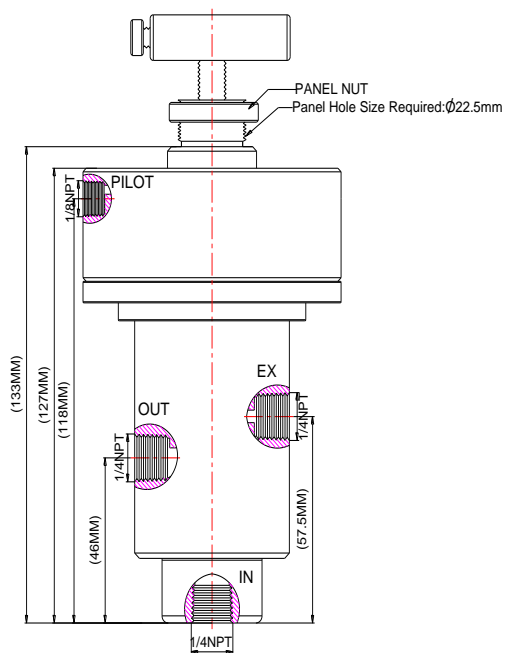 PANEL NUT
Panel Hole Size Required:Ø22.5mm
PILOT
1/8NPT
EX
OUT
1/4NPT
1/4NPT
(133MM)
(127MM)
(118MM)
(46MM)
(57.5MM)
IN
1/4NPT